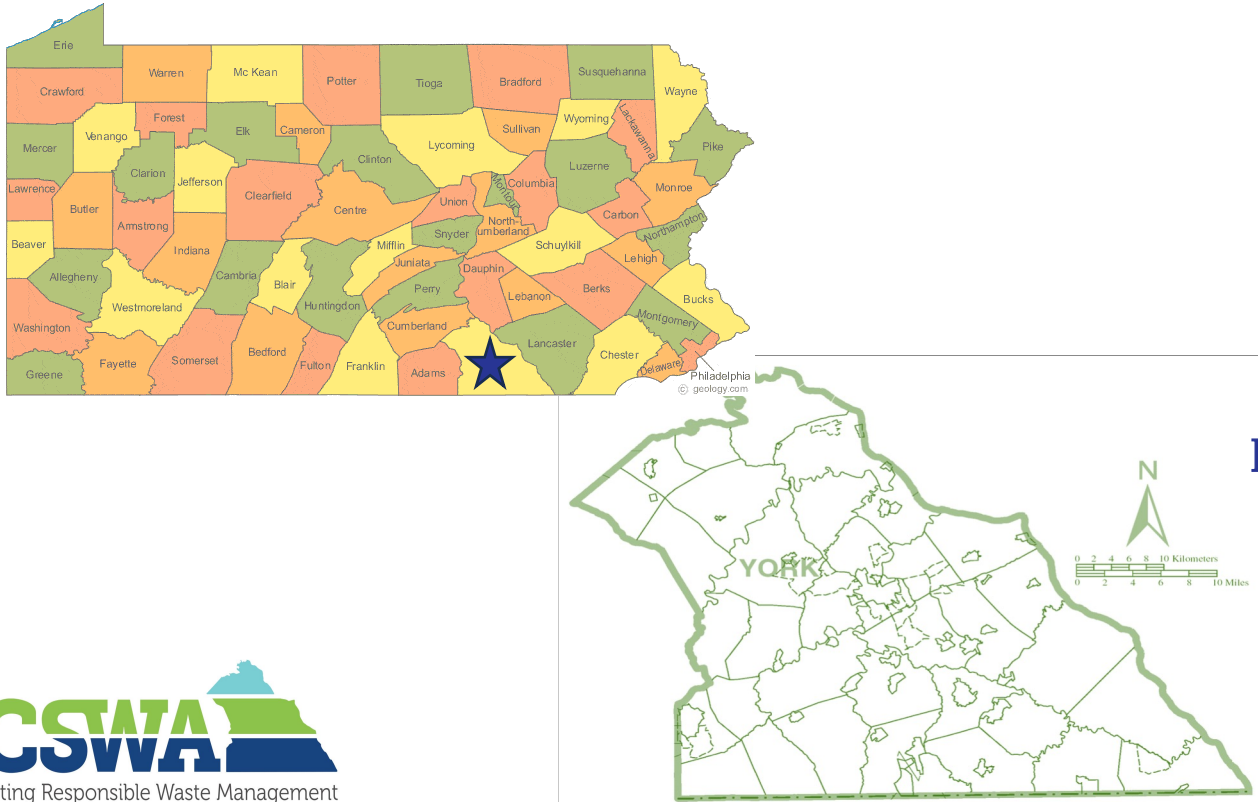 Erie
Warren
Mc Kean
Potter
Tioga
Bradford
Susquehanna
Wayne
Crawford
Forest
Elk
Cameron
Sullivan
Wyoming
Lackawanna
Pike
Venango
Mercer
Clarion
Jefferson
Clinton
Lycoming
Luzerne
Lawrence
Butler
Armstrong
Clearfield
Centre
Union
Montour
Columbia
Monroe
Carbon
Beaver
Indiana
Snyder
North-
umberland
Northampton
Allegheny
Cambria
Blair
Mifflin
Juniata
Schuylkill
Lehigh
Westmoreland
Huntingdon
Perry
Dauphin
Lebanon
Berks
Bucks
Washington
Cumberland
Montgomery
Greene
Fayette
Somerset
Bedford
Fulton
Franklin
Adams
Lancaster
Chester
Delaware
Philadelphia
© geology.com
N
0 2 4 6 8 10 Kilometers
0 2 4 6 8 10 Miles
YORK
CSWA
ting Responsible Waste Management